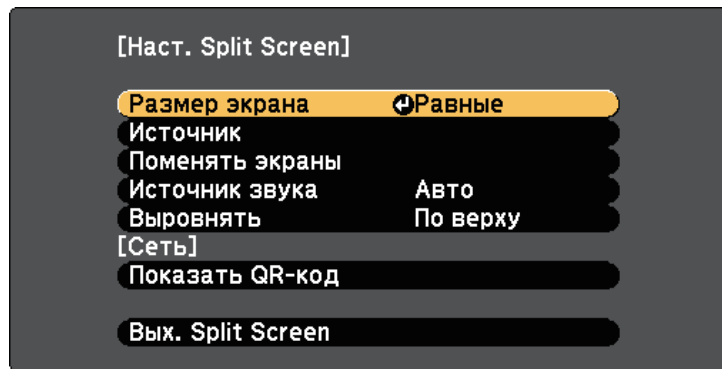 [Наст. Split Screen]
Размер экрана Равные
Источник
Поменять экраны
Источник звука Авто
Выровнять По верху
[Сеть]
Показать QR-код
Вых. Split Screen